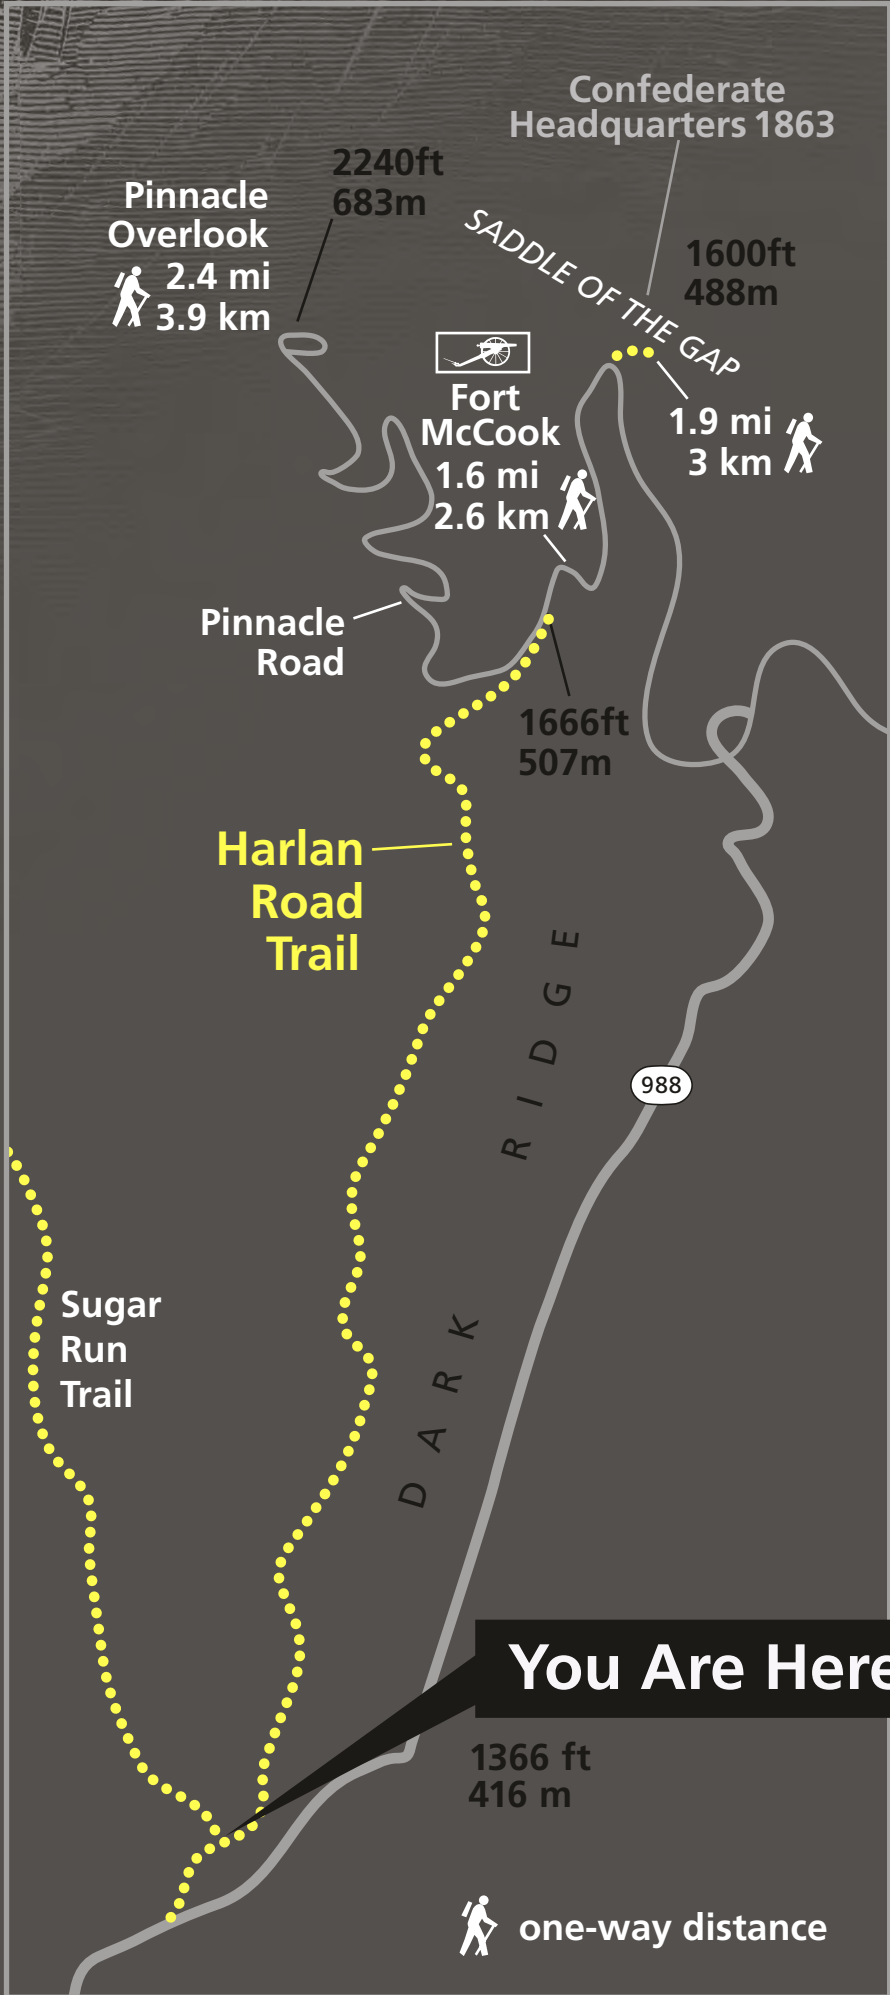 Confederate
Headquarters 1863
2240ft
683m
Pinnacle
Overlook
2.4 mi
3.9 km
SADDLE OF THE GAP
1600ft
488m
Fort
McCook
1.6 mi
2.6 km
1.9 mi
3 km
Pinnacle
Road
1666ft
507m
Harlan
Road
Trail
DARK RIDGE
988
Sugar
Run
Trail
You Are Here
1366 ft
416 m
one-way distance